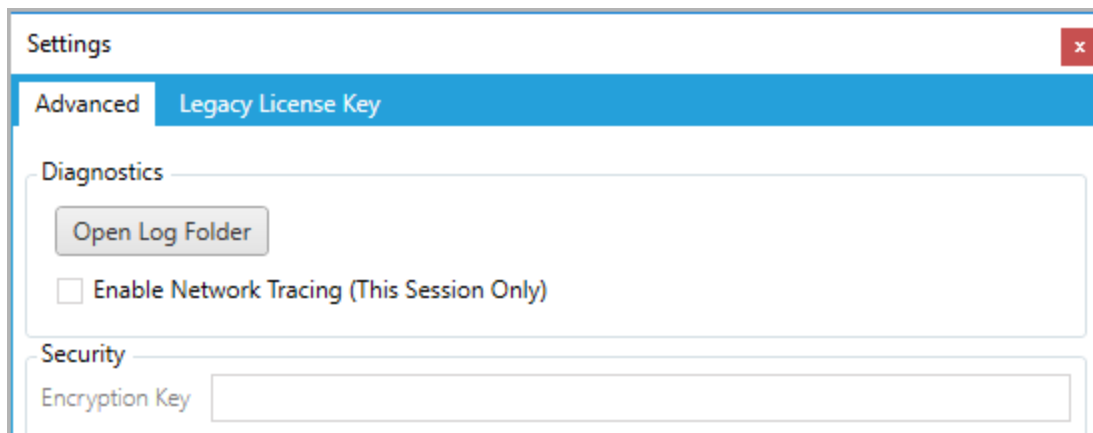 Settings
x
Advanced Legacy License Key
Diagnostics
Open Log Folder
Enable Network Tracing (This Session Only)
Security
Encryption Key